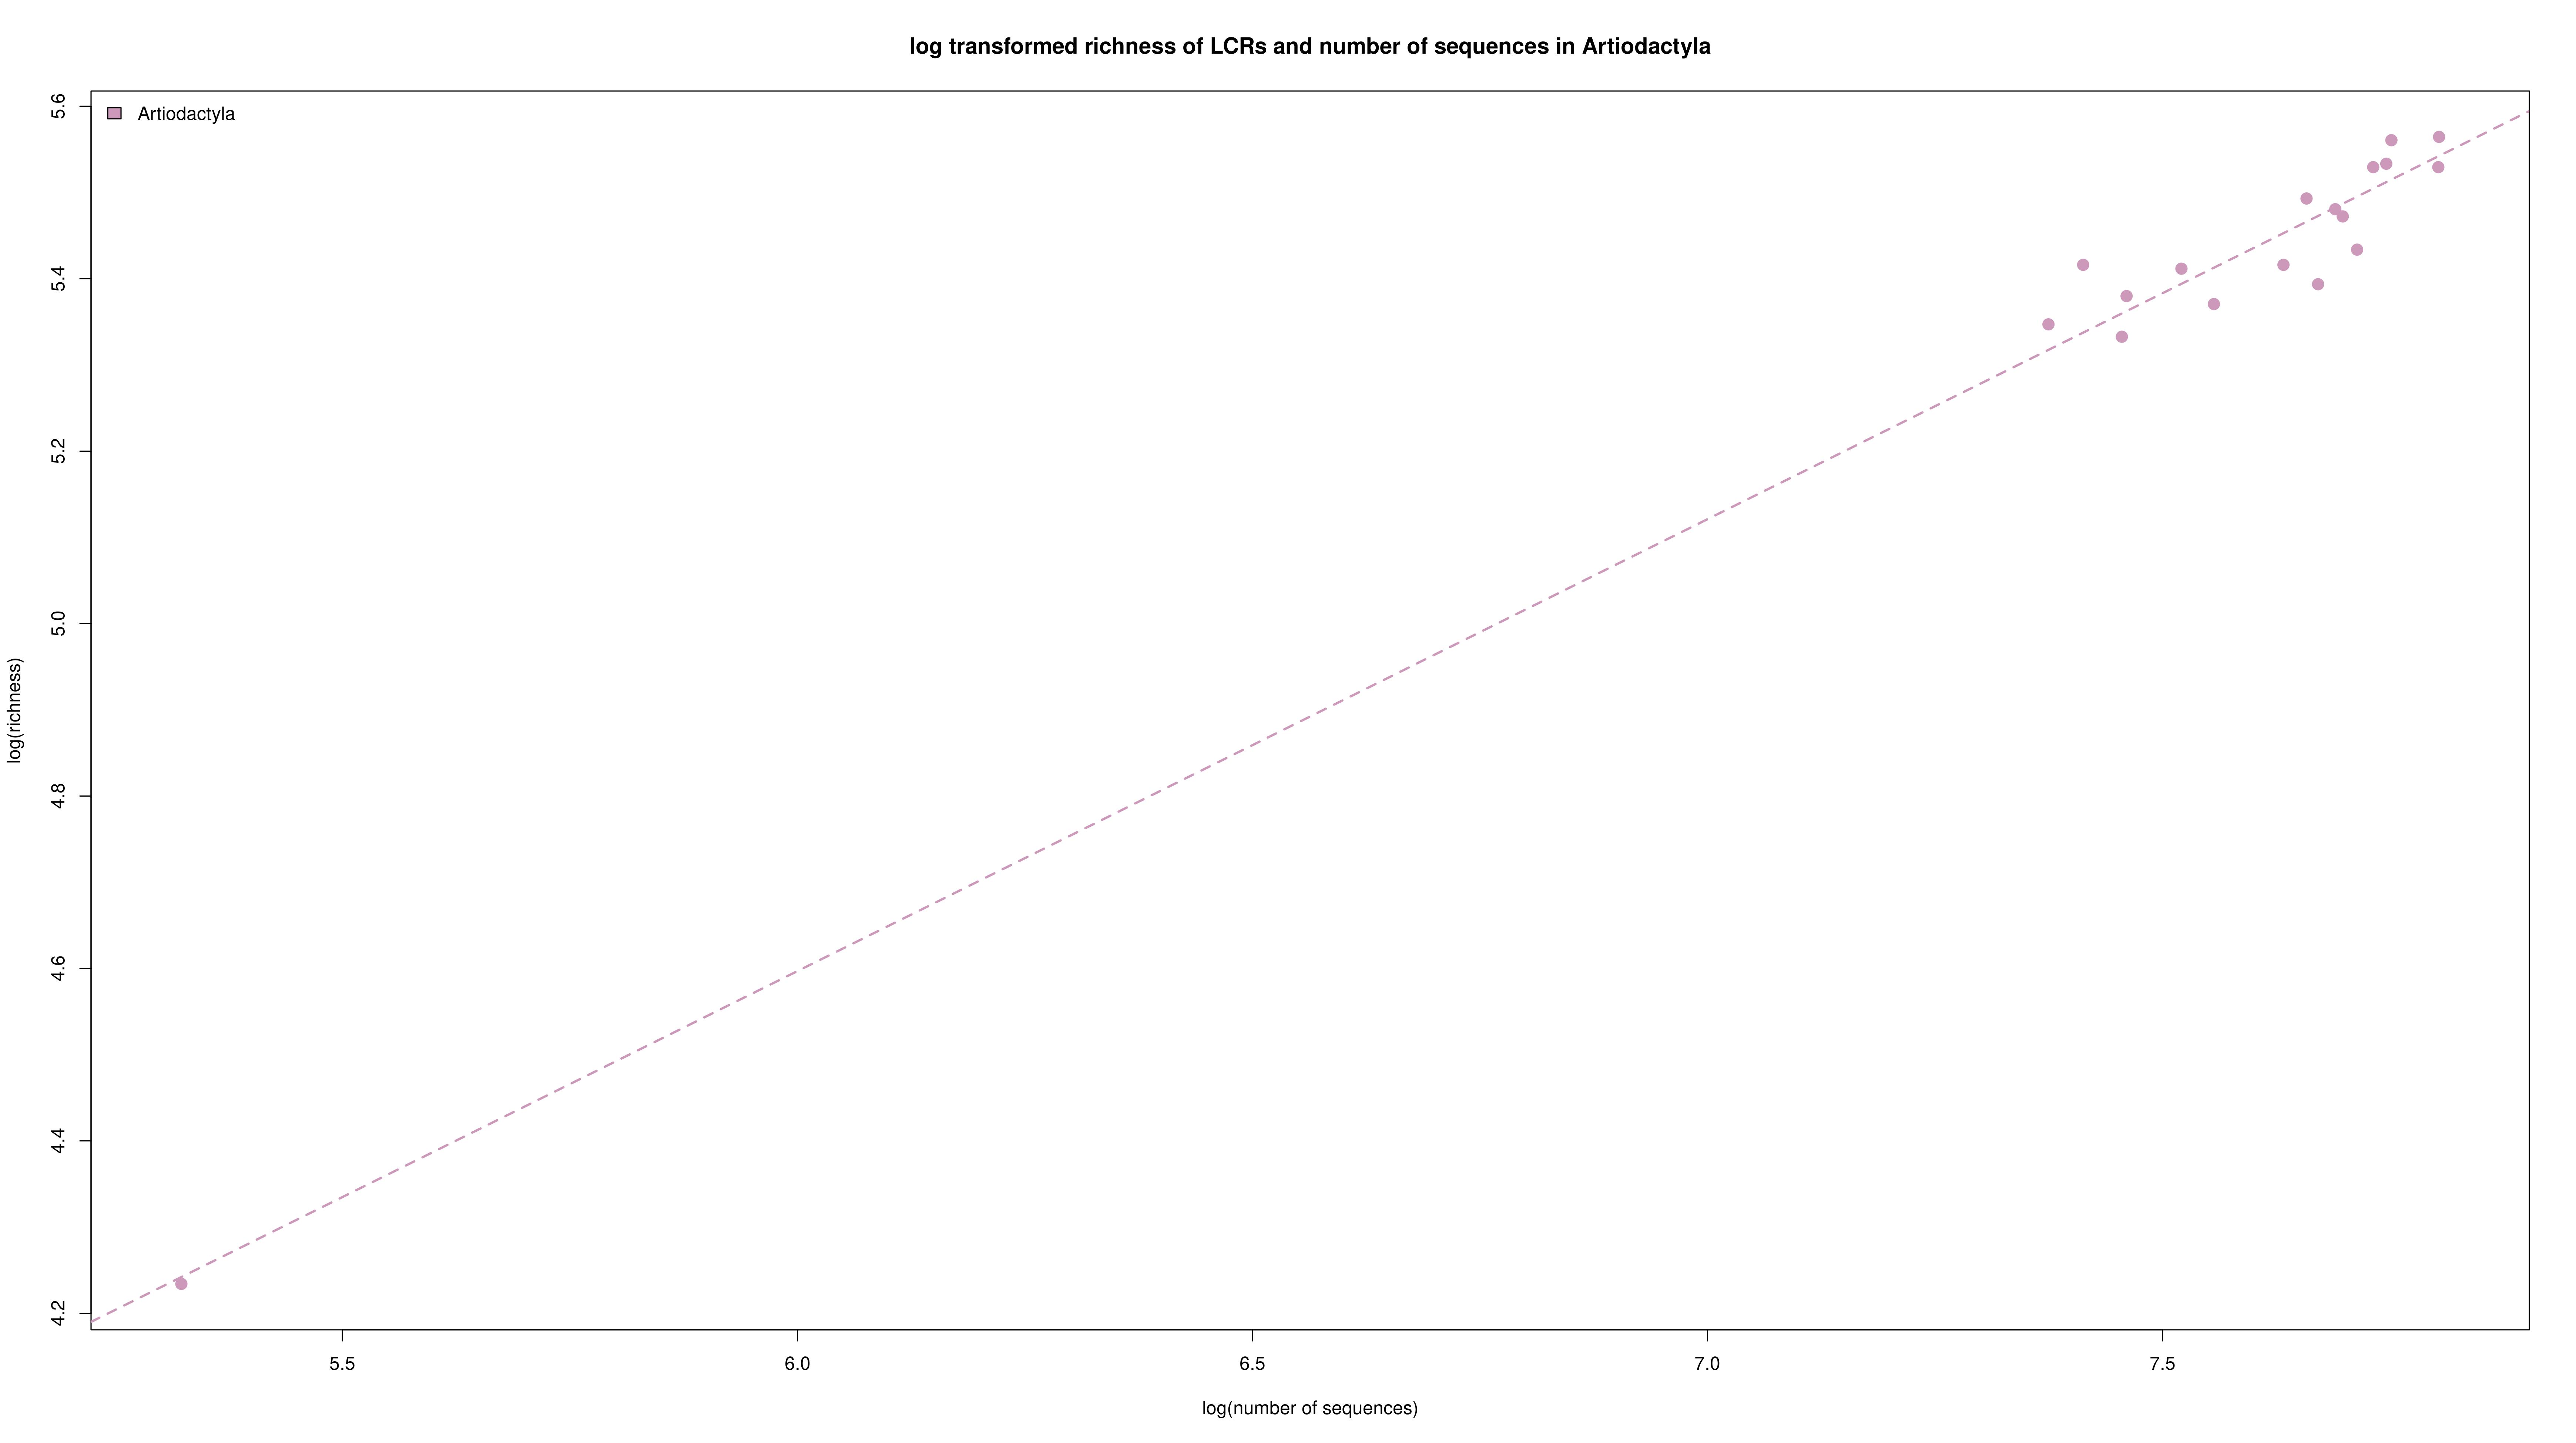 log transformed richness of LCRs and number of sequences in Artiodactyla
Artiodactyla
log(richness)
5.6
5.4
5.2
5.0
4.8
4.6
4.4
4.2
5.5 6.0 6.5 7.0 7.5
log(number of sequences)